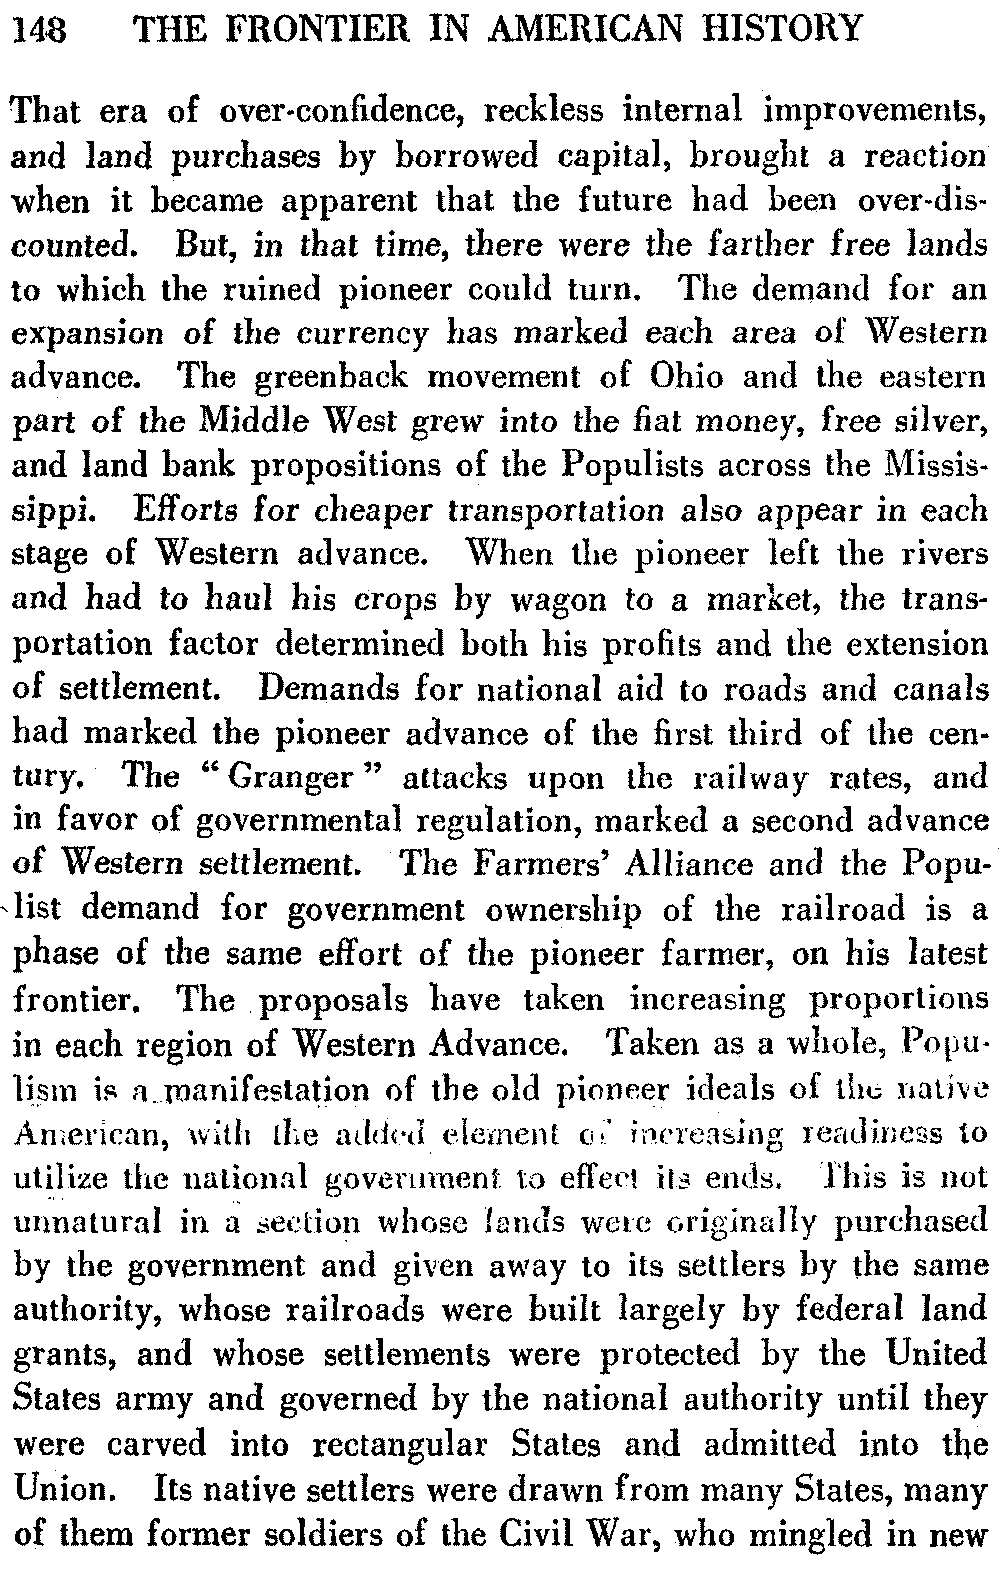 148 THE FRONTIER IN AMERICAN HISTORY
That era of over-confidence, reckless internal improvements,
and land purchases by borrowed capital, brought a reaction
when it became apparent that the future had been over-dis-
counted. But, in that time, there were the farther free lands
to which the ruined pioneer could turn. The demand for an
expansion of the currency has marked each area of Western
advance. The greenback movement of Ohio and the eastern
part of the Middle West grew into the fiat money, free silver,
and land bank propositions of the Populists across the Missis-
sippi. Efforts for cheaper transportation also appear in each
stage of Western advance. When the pioneer left the rivers
and had to haul his crops by wagon to a market, the trans-
portation factor determined both his profits and the extension
of settlement. Demands for national aid to roads and canals
had marked the pioneer advance of the first third of the cen-
tury. The “ Granger ” attacks upon the railway rates, and
in favor of governmental regulation, marked a second advance
of Western settlement. The Farmers’ Alliance and the Popu-
list demand for government ownership of the railroad is a
phase of the same effort of the pioneer farmer, on his latest
frontier. The proposals have taken increasing proportions
in each region of Western Advance. Taken as a whole, Popu-
lism is a manifestation of the old pioneer ideals of the native
American, with the added element of increasing readiness to
utilize the national government to effect its ends. This is not
unnatural in a section whose lands were originally purchased
by the government and given away to its settlers by the same
authority, whose railroads were built largely by federal land
grants, and whose settlements were protected by the United
States army and governed by the national authority until they
were carved into rectangular States and admitted into the
Union. Its native settlers were drawn from many States, many
of them former soldiers of the Civil War, who mingled in new